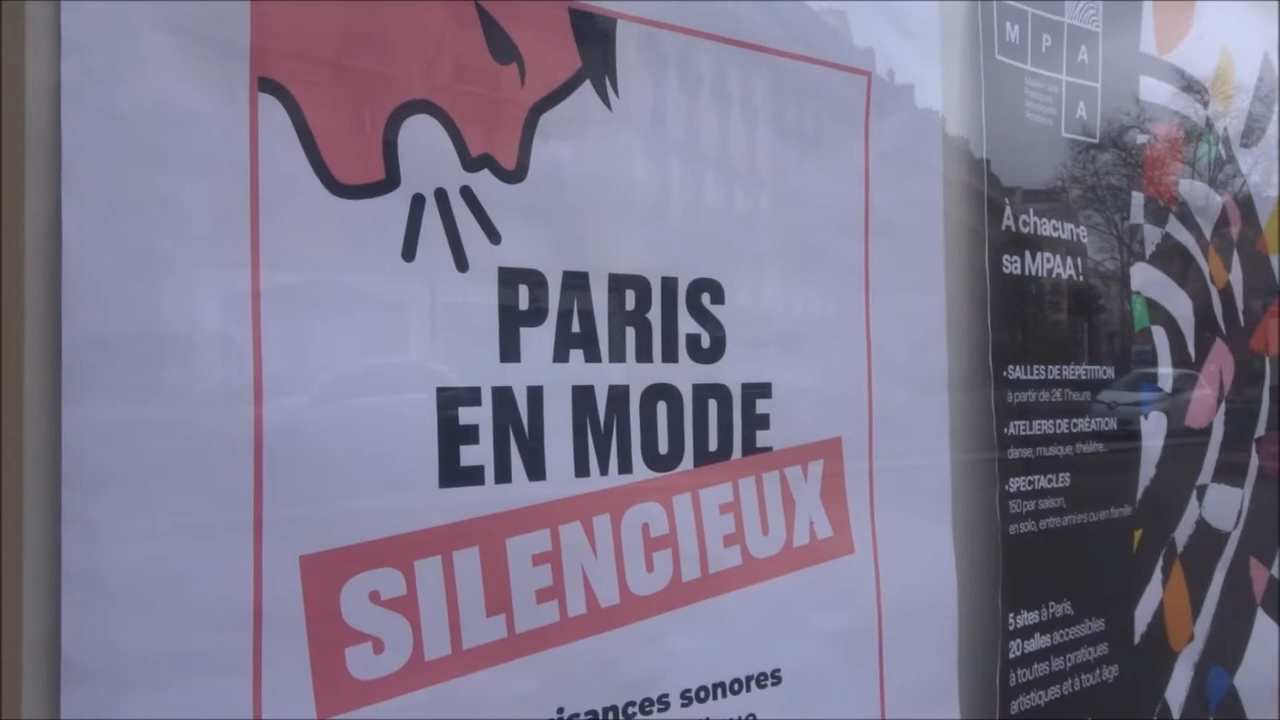 PARIS
EN MODE
SILENCIEUX
sonores
M P A
A
À chacun·e
sa MPAA!
• SALLES DE RÉPÉTITION
à partir de 2€ l'heure
• ATELIERS DE CRÉATION
danse, musique, théâtre...
• SPECTACLES
150 par saison,
en solo, entre ami·e·s ou en famille
5 sites à Paris,
20 salles accessibles
à toutes les pratiques
artistiques et à tout âge